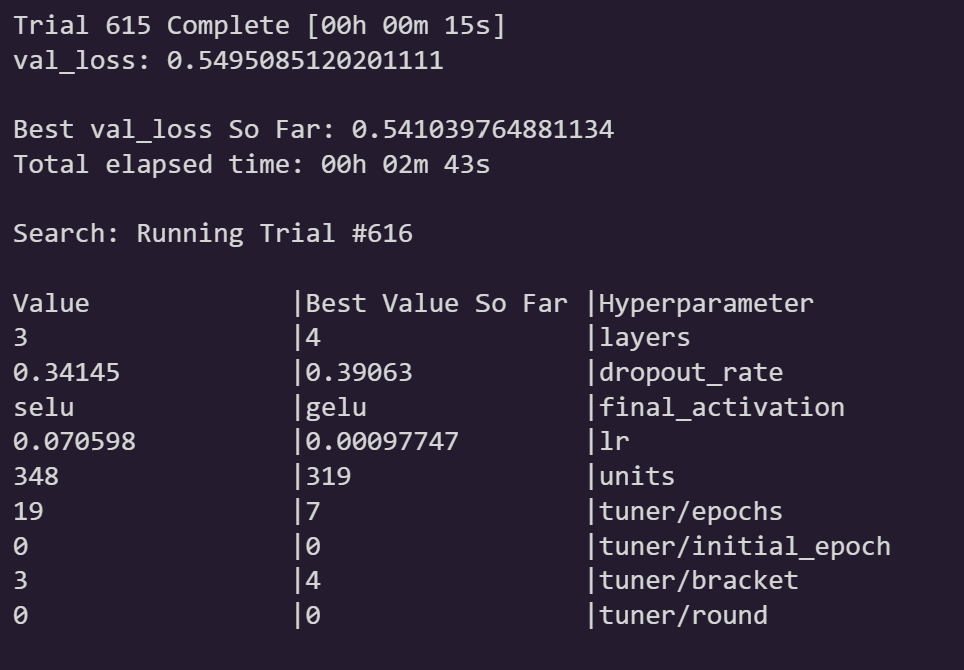 Trial 615 Complete [00h 00m 15s]
val_loss: 0.5495085120201111

Best val_loss So Far: 0.541039764881134
Total elapsed time: 00h 02m 43s

Search: Running Trial #616

Value             |Best Value So Far |Hyperparameter
3                 |4                 |layers
0.34145           |0.39063           |dropout_rate
selu              |gelu              |final_activation
0.070598          |0.00097747        |lr
348               |319               |units
19                |7                 |tuner/epochs
0                 |0                 |tuner/initial_epoch
3                 |4                 |tuner/bracket
0                 |0                 |tuner/round